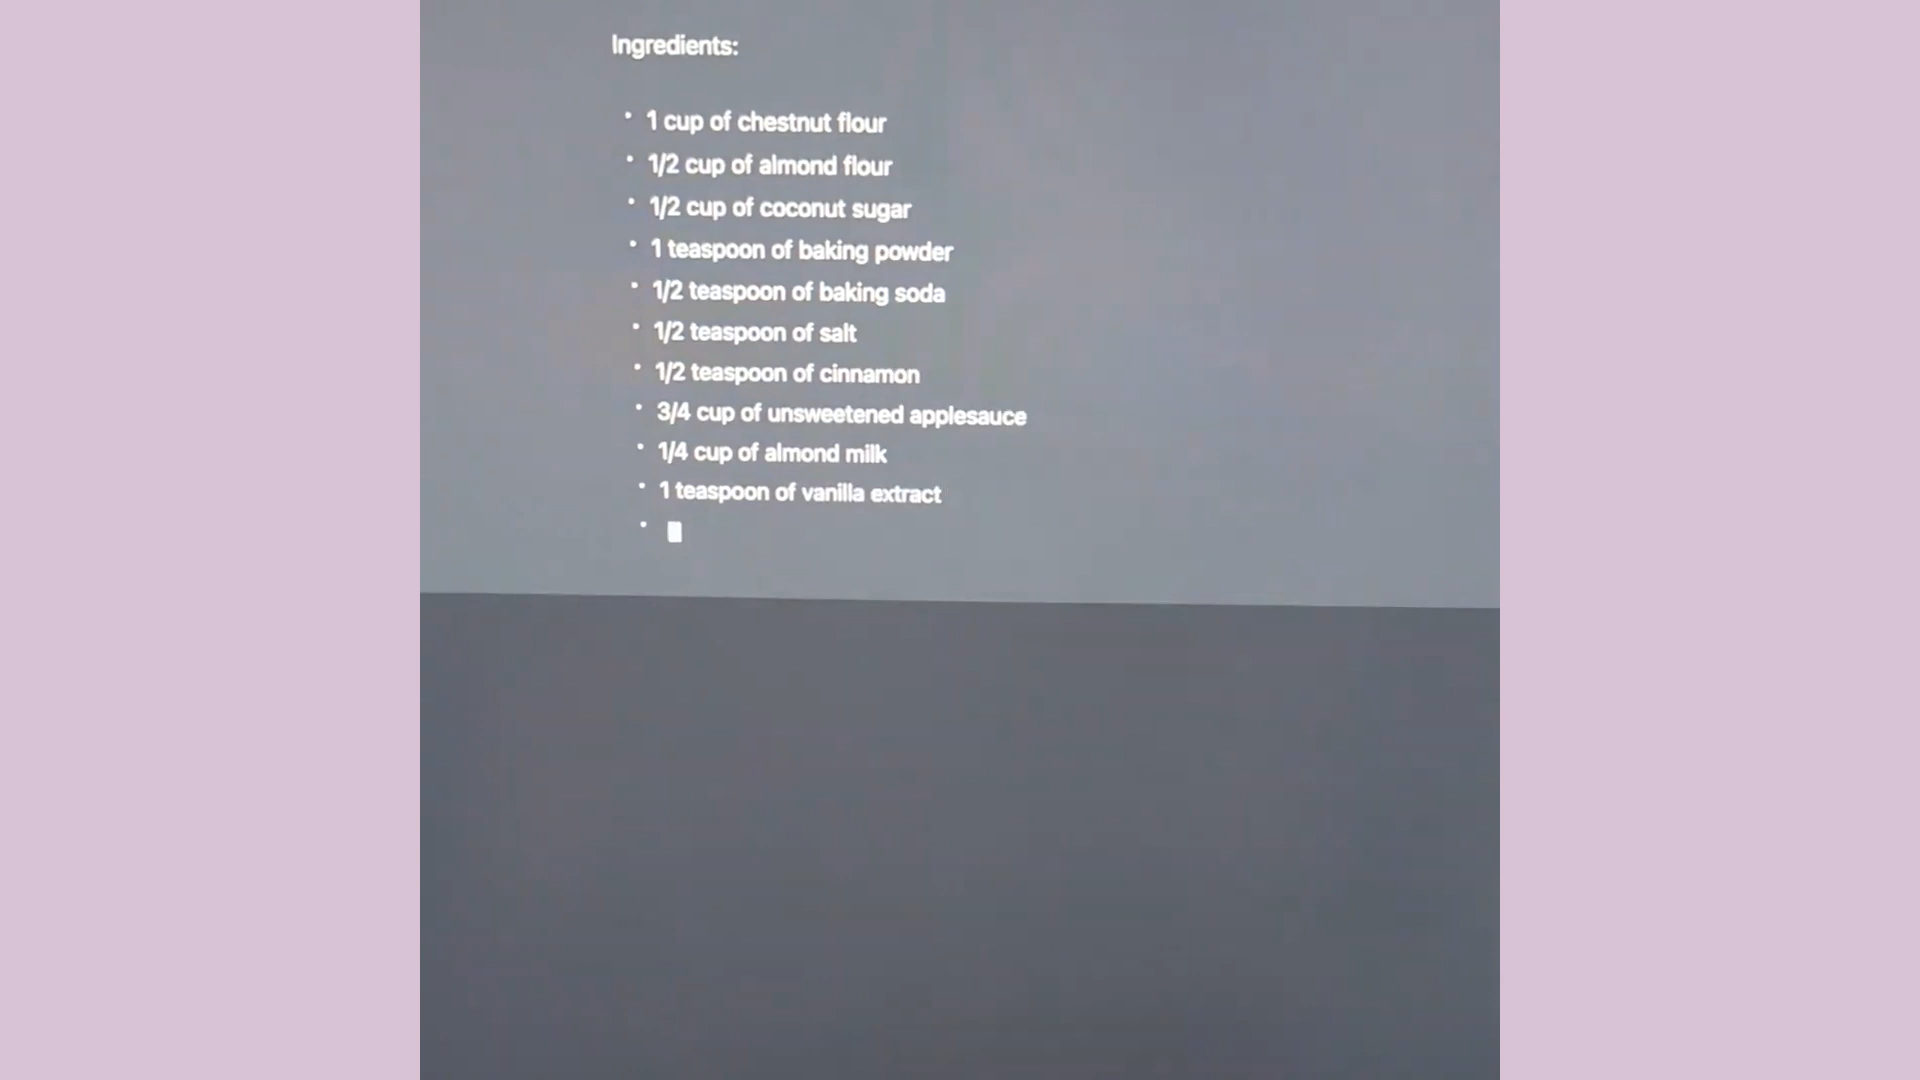 Ingredients:
• 1 cup of chestnut flour
• 1/2 cup of almond flour
• 1/2 cup of coconut sugar
• 1 teaspoon of baking powder
• 1/2 teaspoon of baking soda
• 1/2 teaspoon of salt
• 1/2 teaspoon of cinnamon
• 3/4 cup of unsweetened applesauce
• 1/4 cup of almond milk
• 1 teaspoon of vanilla extract
•